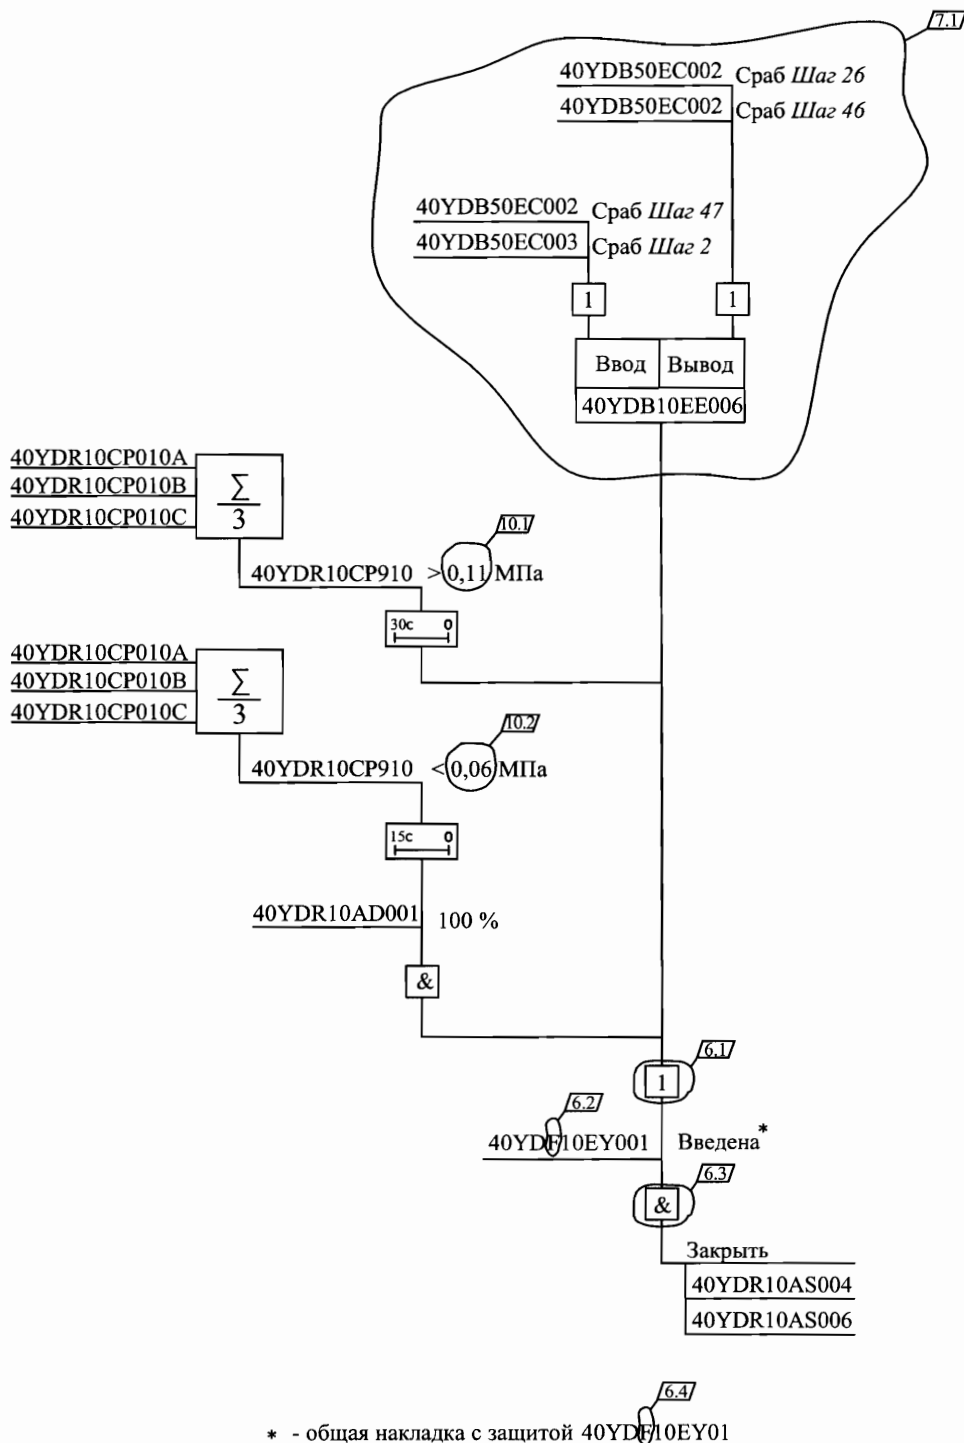 7.1
40YDB50EC002 Сраб Шаг 26
40YDB50EC002 Сраб Шаг 46
40YDB50EC002 Сраб Шаг 47
40YDB50EC003 Сраб Шаг 2
1 1
Ввод Вывод
40YDB10EE006
40YDR10CP010A
40YDR10CP010B
40YDR10CP010C
Σ
3
10.1
40YDR10CP910 > 0,11 МПа
30с 0
40YDR10CP010A
40YDR10CP010B
40YDR10CP010C
Σ
3
10.2
40YDR10CP910 < 0,06 МПа
15с 0
40YDR10AD001 100 %
&
6.1
1
6.2
40YDF10EY001 Введена*
6.3
&
Закрыть
40YDR10AS004
40YDR10AS006
6.4
* - общая накладка с защитой 40YDF10EY01